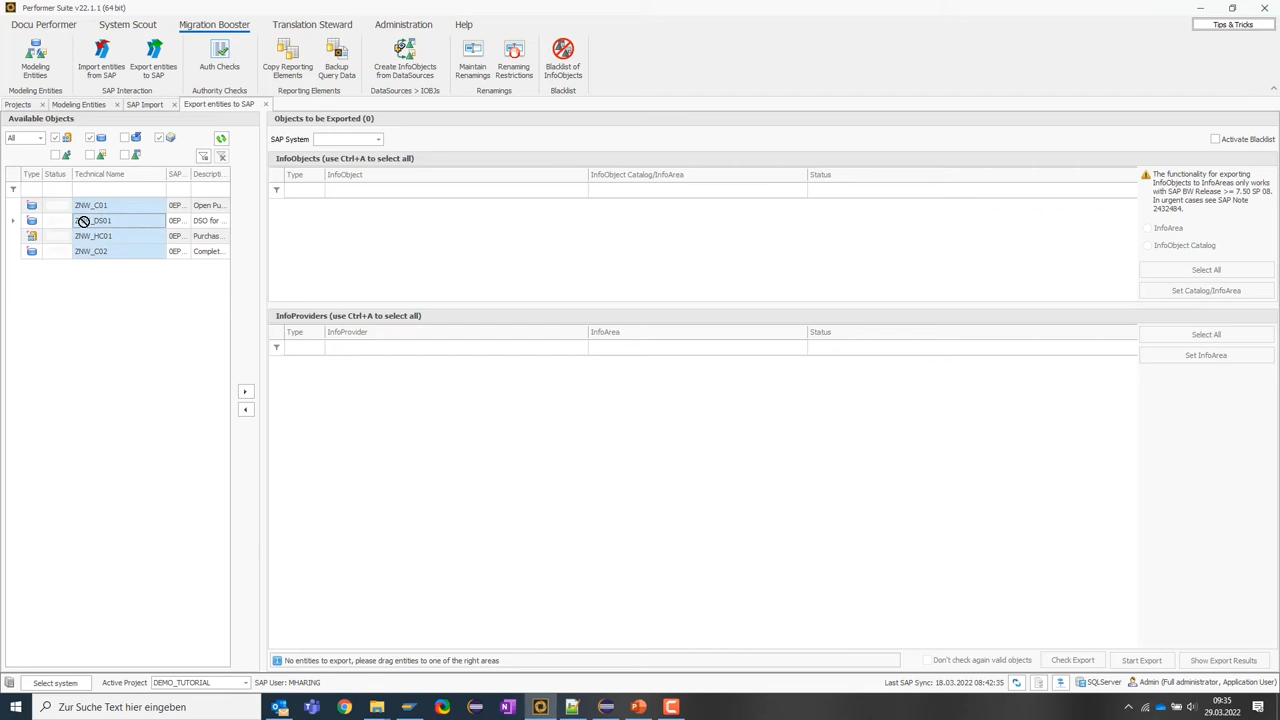 Performer Suite v22.1.1 (64 bit)
Docu Performer System Scout Migration Booster Translation Steward Administration Help Tips & Tricks
Modeling Entities
Import entities from SAP
Export entities to SAP
Auth Checks
Copy Reporting Elements
Backup Query Data
Create InfoObjects from DataSources
Maintain Renamings
Renaming Restrictions
Blacklist of InfoObjects
Modeling Entities SAP Interaction Authority Checks Reporting Elements DataSources > IOBJs Renamings Blacklist
Projects Modeling Entities SAP Import Export entities to SAP
Available Objects
All
Type Status Technical Name SAP... Descripti...
ZNW_C01 0EP... Open Pu...
_DS01 0EP... DSO for ...
ZNW_HC01 0EP... Purchas...
ZNW_C02 0EP... Complet...
Objects to be Exported (0)
SAP System
Activate Blacklist
InfoObjects (use Ctrl+A to select all)
Type InfoObject InfoObject Catalog/InfoArea Status
The functionality for exporting
InfoObjects to InfoAreas only works
with SAP BW Release >= 7.50 SP 08.
In urgent cases see SAP Note
2432484.
InfoArea
InfoObject Catalog
Select All
Set Catalog/InfoArea
InfoProviders (use Ctrl+A to select all)
Type InfoProvider InfoArea Status
Select All
Set InfoArea
No entities to export, please drag entities to one of the right areas
Don't check again valid objects Check Export Start Export Show Export Results
Select system Active Project DEMO_TUTORIAL SAP User: MHARING Last SAP Sync: 18.03.2022 08:42:35 SQLServer Admin (Full administrator, Application User)
Zur Suche Text hier eingeben
09:35
29.03.2022